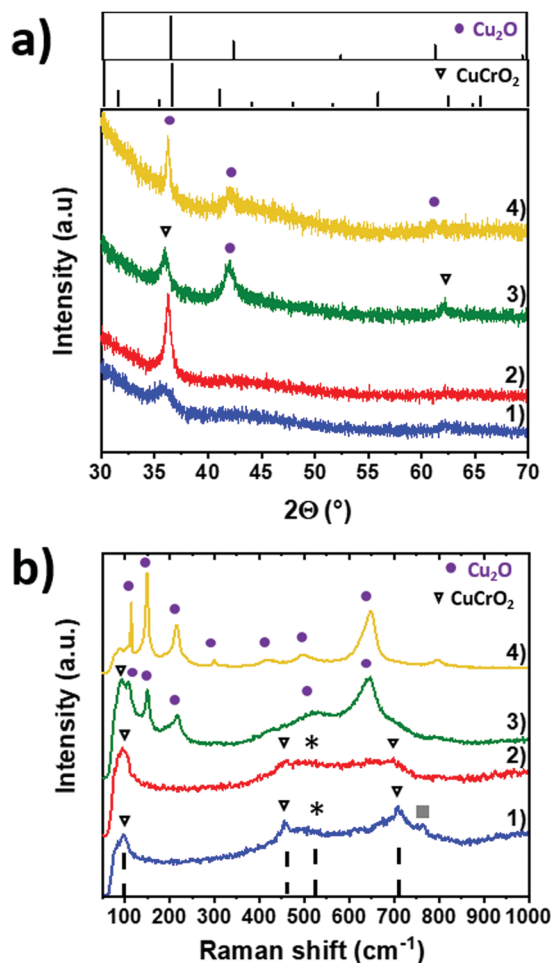 a)
● Cu₂O
▿ CuCrO₂
4)
3)
2)
1)
Intensity (a.u)
30 35 40 45 50 55 60 65 70
2Θ (°)
b)
● Cu₂O
▿ CuCrO₂
4)
3)
2)
1)
*
*
Intensity (a.u.)
100 200 300 400 500 600 700 800 900 1000
Raman shift (cm⁻¹)